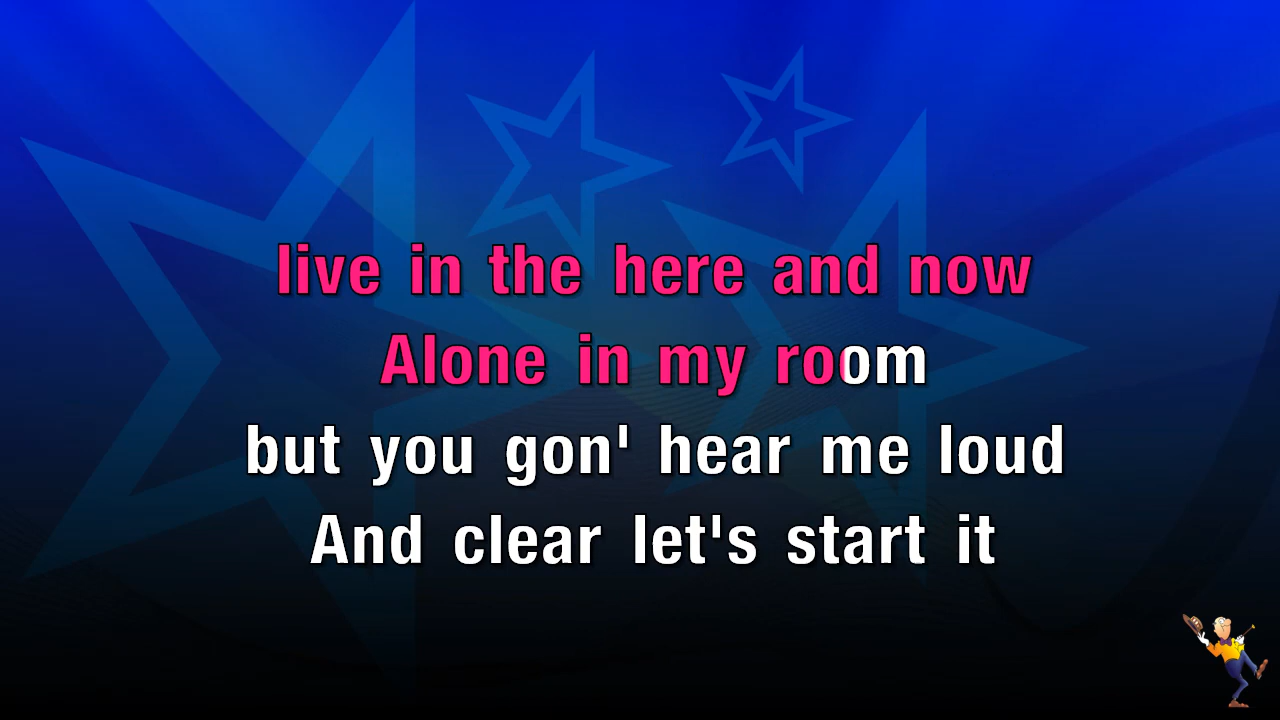 live in the here and now
Alone in my room
but you gon' hear me loud
And clear let's start it